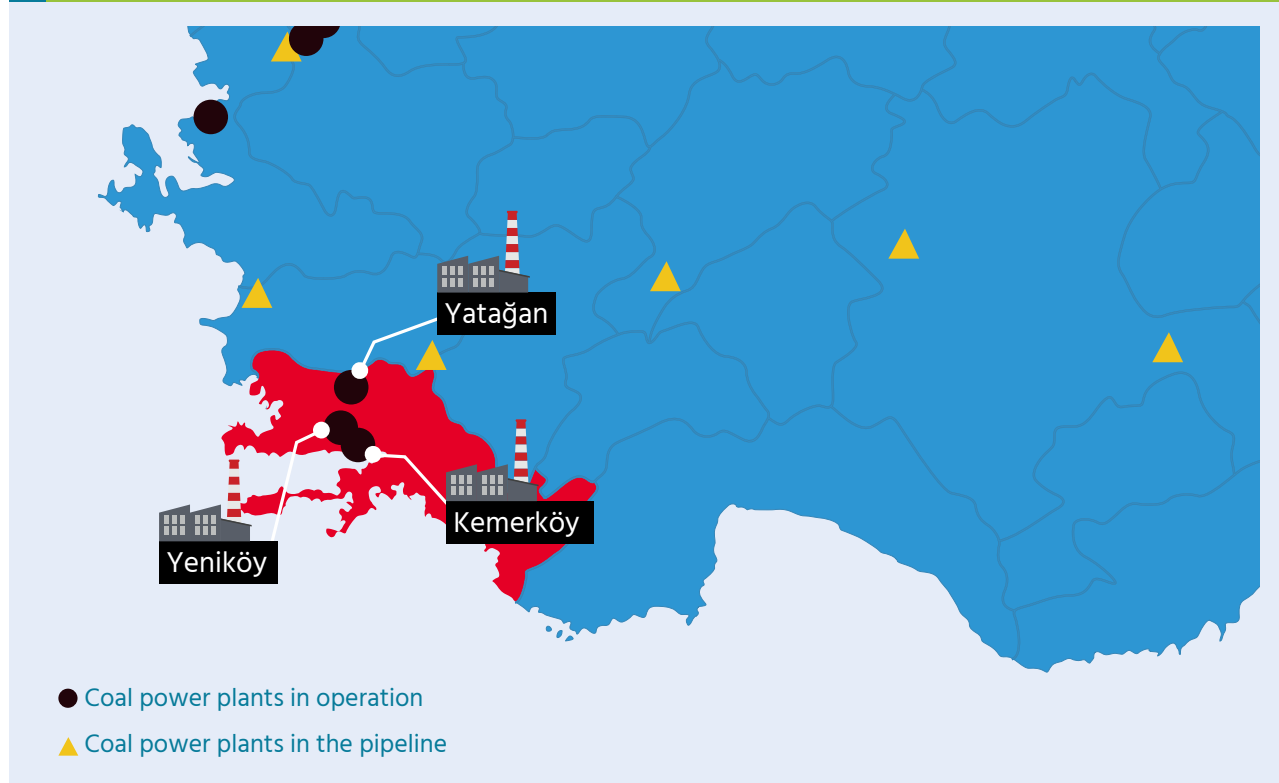 Yatağan
Kemerköy
Yeniköy
Coal power plants in operation
Coal power plants in the pipeline